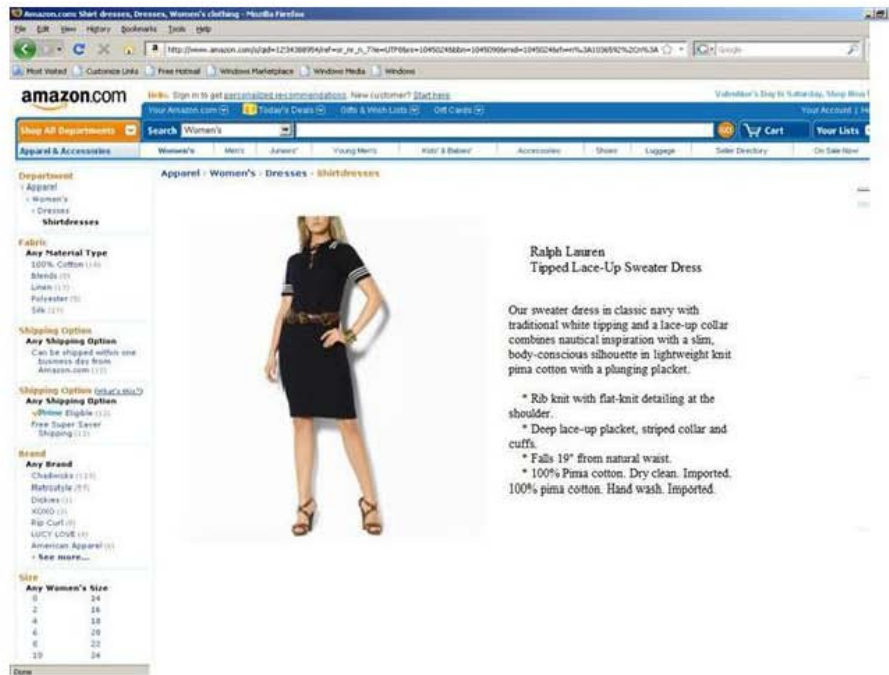 Amazon.com: Shirt dresses, Dresses, Women's clothing - Mozilla Firefox
File Edit View History Bookmarks Tools Help
Most Visited Customize Links Free Hotmail Windows Marketplace Windows Media Windows
amazon.com
Hello. Sign in to get personalized recommendations. New customer? Start here.
Your Amazon.com Today's Deals Gifts & Wish Lists Gift Cards
Your Account
Shop All Departments
Search Women's
GO
Cart
Your Lists
Apparel & Accessories Women's Men's Juniors' Young Men's Kids' & Babies' Accessories Shoes Luggage Seller Directory On Sale Now
Apparel › Women's › Dresses › Shirtdresses
Department
‹ Apparel
‹ Women's
‹ Dresses
Shirtdresses
Fabric
Any Material Type
100% Cotton
Blends
Linen
Polyester
Silk
Shipping Option
Any Shipping Option
Can be shipped within one
business day from
Amazon.com
Shipping Option (What's this?)
Any Shipping Option
Prime Eligible
Free Super Saver
Shipping
Brand
Any Brand
Chadwicks
Metrostyle
Dickies
XOXO
Rip Curl
LUCY LOVE
American Apparel
See more...
Size
Any Women's Size
0 14
2 16
4 18
6 20
8 22
10 24
Done
Ralph Lauren
Tipped Lace-Up Sweater Dress
Our sweater dress in classic navy with
traditional white tipping and a lace-up collar
combines nautical inspiration with a slim,
body-conscious silhouette in lightweight knit
pima cotton with a plunging placket.
* Rib knit with flat-knit detailing at the
shoulder.
* Deep lace-up placket, striped collar and
cuffs.
* Falls 19" from natural waist.
* 100% Pima cotton. Dry clean. Imported.
100% pima cotton. Hand wash. Imported.